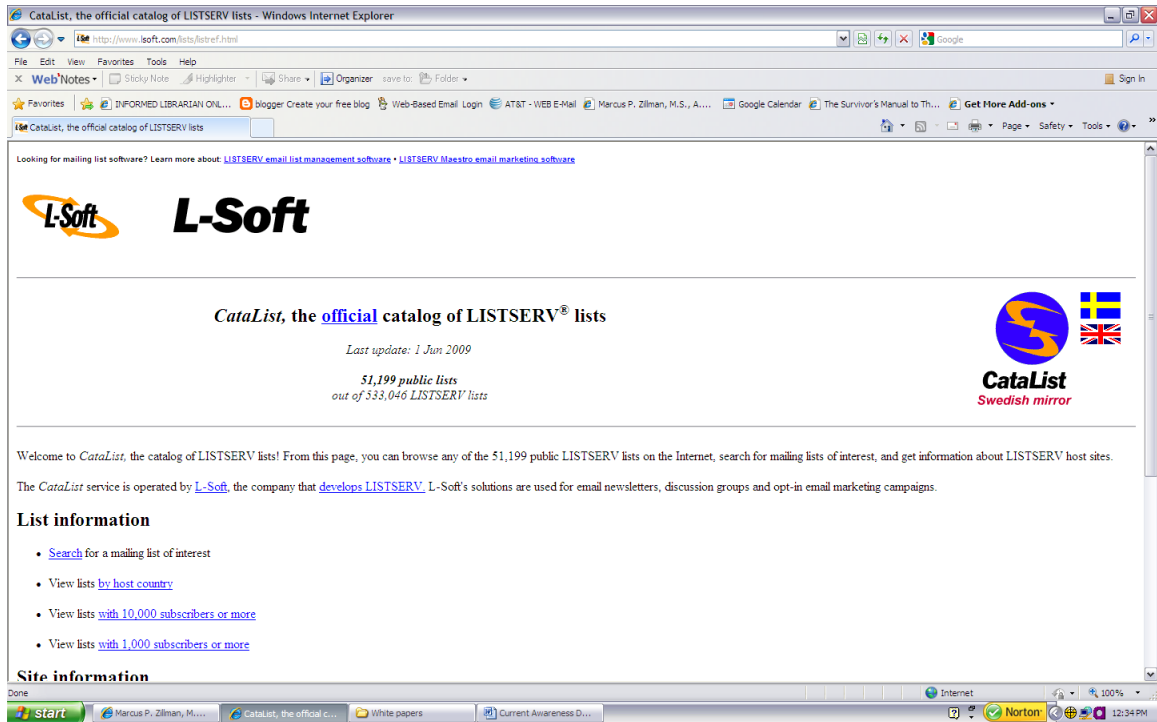 CataList, the official catalog of LISTSERV lists - Windows Internet Explorer
http://www.lsoft.com/lists/listref.html
Google
File Edit View Favorites Tools Help
X Web'Notes Sticky Note Highlighter Share Organizer save to: Folder Sign In
Favorites INFORMED LIBRARIAN ONL... blogger Create your free blog Web-Based Email Login AT&T - WEB E-Mail Marcus P. Zillman, M.S., A.... Google Calendar The Survivor's Manual to Th... Get More Add-ons
CataList, the official catalog of LISTSERV lists Page Safety Tools
Looking for mailing list software? Learn more about: LISTSERV email list management software • LISTSERV Maestro email marketing software
L-Soft L-Soft
CataList, the official catalog of LISTSERV® lists
Last update: 1 Jun 2009
51,199 public lists
out of 533,046 LISTSERV lists
CataList
Swedish mirror
Welcome to CataList, the catalog of LISTSERV lists! From this page, you can browse any of the 51,199 public LISTSERV lists on the Internet, search for mailing lists of interest, and get information about LISTSERV host sites.
The CataList service is operated by L-Soft, the company that develops LISTSERV. L-Soft's solutions are used for email newsletters, discussion groups and opt-in email marketing campaigns.
List information
• Search for a mailing list of interest
• View lists by host country
• View lists with 10,000 subscribers or more
• View lists with 1,000 subscribers or more
Site information
Done Internet 100%
start Marcus P. Zillman, M.... CataList, the official c... White papers Current Awareness D... Norton 12:34 PM